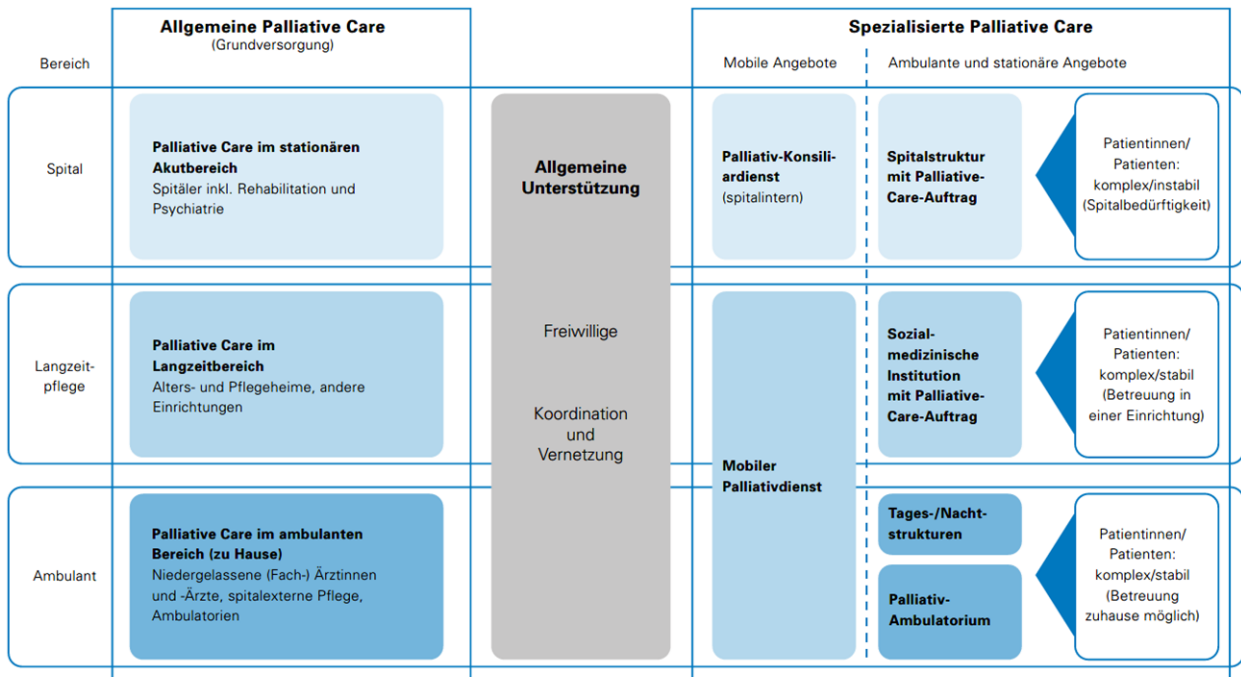 Allgemeine Palliative Care
(Grundversorgung)
Spezialisierte Palliative Care
Bereich
Mobile Angebote
Ambulante und stationäre Angebote
Spital
Palliative Care im stationären
Akutbereich
Spitäler inkl. Rehabilitation und
Psychiatrie
Allgemeine
Unterstützung
Palliativ-Konsili-
ardienst
(spitalintern)
Spitalstruktur
mit Palliative-
Care-Auftrag
Patientinnen/
Patienten:
komplex/instabil
(Spitalbedürftigkeit)
Langzeit-
pflege
Palliative Care im
Langzeitbereich
Alters- und Pflegeheime, andere
Einrichtungen
Freiwillige
Koordination
und
Vernetzung
Mobiler
Palliativdienst
Sozial-
medizinische
Institution
mit Palliative-
Care-Auftrag
Patientinnen/
Patienten:
komplex/stabil
(Betreuung in
einer Einrichtung)
Ambulant
Palliative Care im ambulanten
Bereich (zu Hause)
Niedergelassene (Fach-) Ärztinnen
und -Ärzte, spitalexterne Pflege,
Ambulatorien
Tages-/Nacht-
strukturen
Palliativ-
Ambulatorium
Patientinnen/
Patienten:
komplex/stabil
(Betreuung
zuhause möglich)